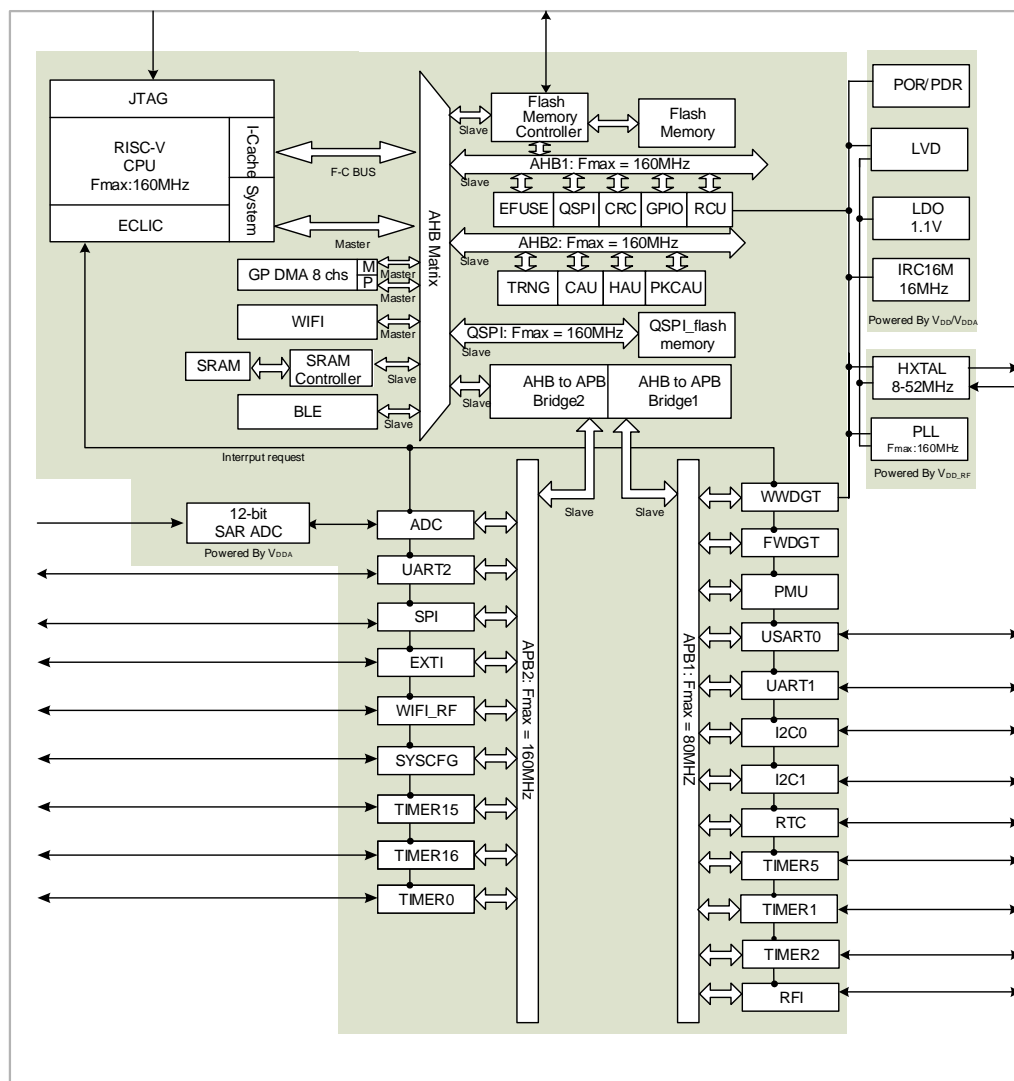 JTAG
RISC-V
CPU
Fmax:160MHz
I-Cache
System
ECLIC
F-C BUS
Master
GP DMA 8 chs
M
P
Master
Master
WIFI
Master
SRAM
SRAM
Controller
Slave
BLE
Slave
AHB Matrix
Slave
Flash
Memory
Controller
Flash
Memory
AHB1: Fmax = 160MHz
Slave
EFUSE
QSPI
CRC
GPIO
RCU
AHB2: Fmax = 160MHz
Slave
TRNG
CAU
HAU
PKCAU
QSPI: Fmax = 160MHz
Slave
QSPI_flash
memory
AHB to APB
Bridge2
AHB to APB
Bridge1
Slave
POR/PDR
LVD
LDO
1.1V
IRC16M
16MHz
Powered By VDD/VDDA
HXTAL
8-52MHz
PLL
Fmax:160MHz
Powered By VDD_RF
Interrput request
Slave
Slave
12-bit
SAR ADC
Powered By VDDA
ADC
UART2
SPI
EXTI
WIFI_RF
SYSCFG
TIMER15
TIMER16
TIMER0
APB2: Fmax = 160MHz
APB1: Fmax = 80MHZ
WWDGT
FWDGT
PMU
USART0
UART1
I2C0
I2C1
RTC
TIMER5
TIMER1
TIMER2
RFI